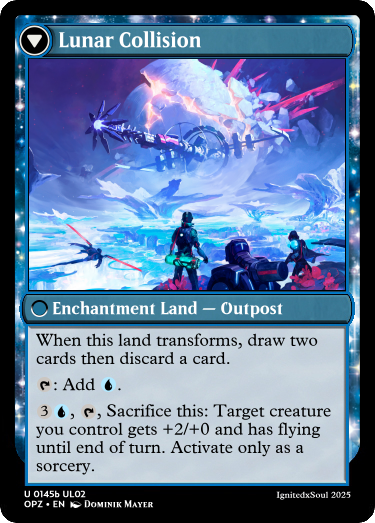 Lunar Collision
Enchantment Land — Outpost
When this land transforms, draw two
cards then discard a card.
: Add .
3 , , Sacrifice this: Target creature
you control gets +2/+0 and has flying
until end of turn. Activate only as a
sorcery.
U 0145b UL02
OPZ • EN Dominik Mayer
IgnitedxSoul 2025